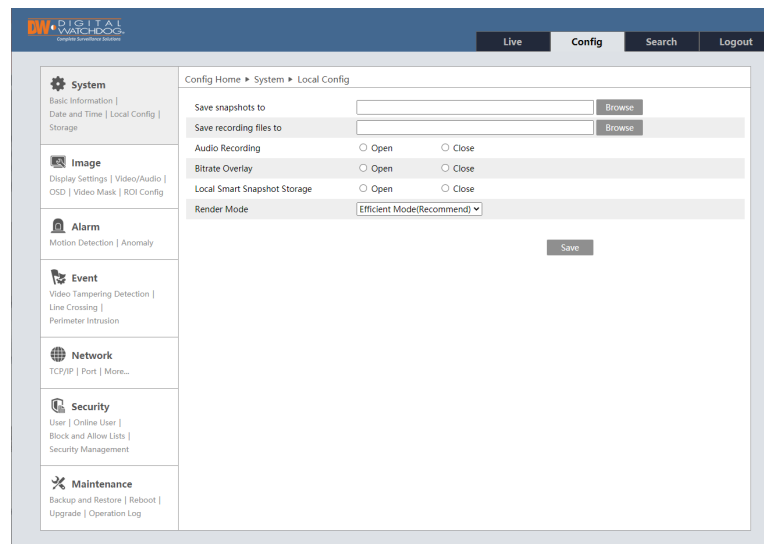 DW DIGITAL
WATCHDOG
Complete Surveillance Solutions
Live Config Search Logout
System
Basic Information |
Date and Time | Local Config |
Storage
Image
Display Settings | Video/Audio |
OSD | Video Mask | ROI Config
Alarm
Motion Detection | Anomaly
Event
Video Tampering Detection |
Line Crossing |
Perimeter Intrusion
Network
TCP/IP | Port | More...
Security
User | Online User |
Block and Allow Lists |
Security Management
Maintenance
Backup and Restore | Reboot |
Upgrade | Operation Log
Config Home ▶ System ▶ Local Config
Save snapshots to Browse
Save recording files to Browse
Audio Recording Open Close
Bitrate Overlay Open Close
Local Smart Snapshot Storage Open Close
Render Mode Efficient Mode(Recommend)
Save